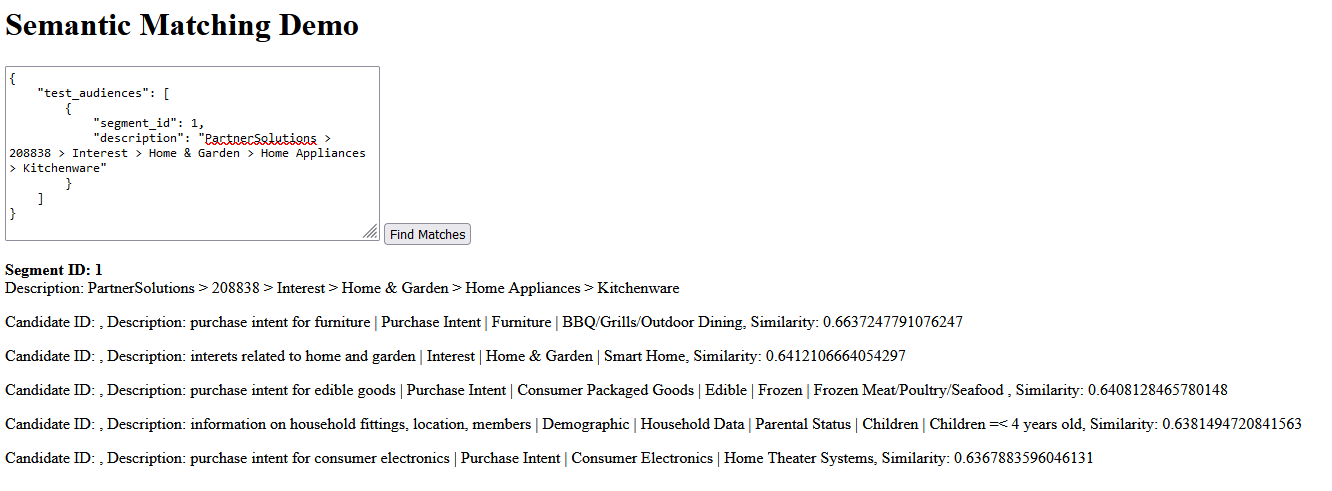 Semantic Matching Demo
{
    "test_audiences": [
        {
            "segment_id": 1,
            "description": "PartnerSolutions >
208838 > Interest > Home & Garden > Home Appliances
> Kitchenware"
        }
    ]
}
Find Matches
Segment ID: 1
Description: PartnerSolutions > 208838 > Interest > Home & Garden > Home Appliances > Kitchenware
Candidate ID: , Description: purchase intent for furniture | Purchase Intent | Furniture | BBQ/Grills/Outdoor Dining, Similarity: 0.6637247791076247
Candidate ID: , Description: interets related to home and garden | Interest | Home & Garden | Smart Home, Similarity: 0.6412106664054297
Candidate ID: , Description: purchase intent for edible goods | Purchase Intent | Consumer Packaged Goods | Edible | Frozen | Frozen Meat/Poultry/Seafood , Similarity: 0.6408128465780148
Candidate ID: , Description: information on household fittings, location, members | Demographic | Household Data | Parental Status | Children | Children =< 4 years old, Similarity: 0.6381494720841563
Candidate ID: , Description: purchase intent for consumer electronics | Purchase Intent | Consumer Electronics | Home Theater Systems, Similarity: 0.6367883596046131